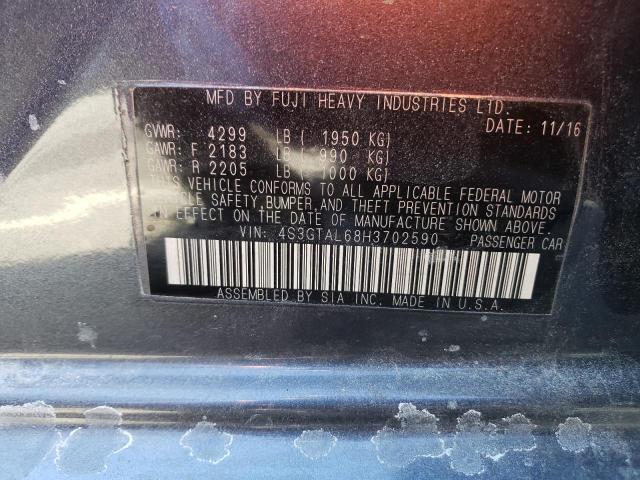 MFD BY FUJI HEAVY INDUSTRIES LTD.
DATE: 11/16
GVWR: 4299 LB ( 1950 KG)
GAWR: F 2183 LB ( 990 KG)
GAWR: R 2205 LB ( 1000 KG)
THIS VEHICLE CONFORMS TO ALL APPLICABLE FEDERAL MOTOR
VEHICLE SAFETY, BUMPER, AND THEFT PREVENTION STANDARDS
IN EFFECT ON THE DATE OF MANUFACTURE SHOWN ABOVE.
VIN: 4S3GTAL68H3702590 PASSENGER CAR
ASSEMBLED BY SIA INC. MADE IN U.S.A.